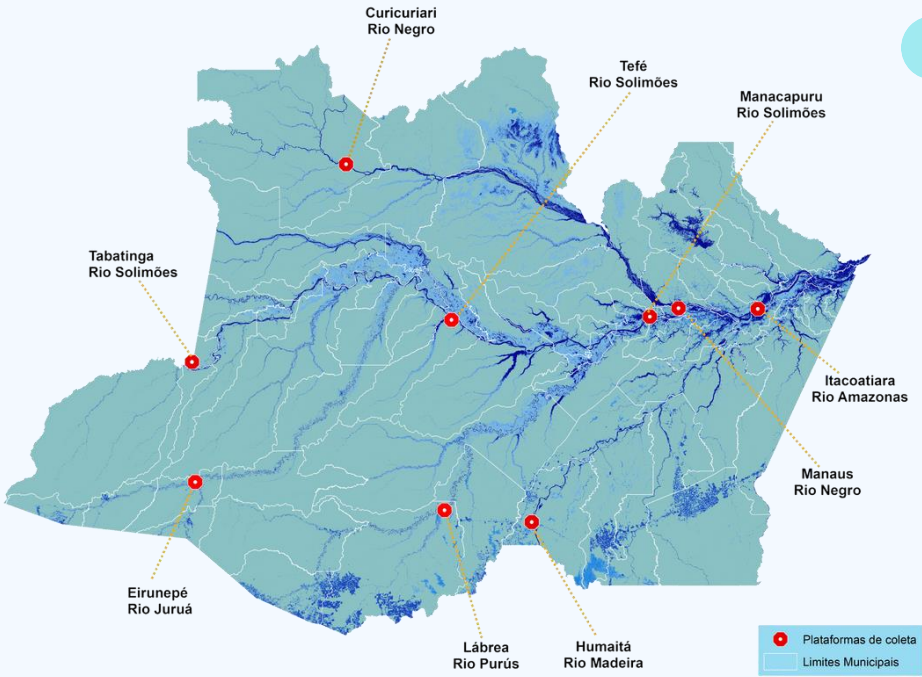 Curicuriari
Rio Negro
Tefé
Rio Solimões
Manacapuru
Rio Solimões
Tabatinga
Rio Solimões
Itacoatiara
Rio Amazonas
Manaus
Rio Negro
Eirunepé
Rio Juruá
Lábrea
Rio Purús
Humaitá
Rio Madeira
Plataformas de coleta
Limites Municipais